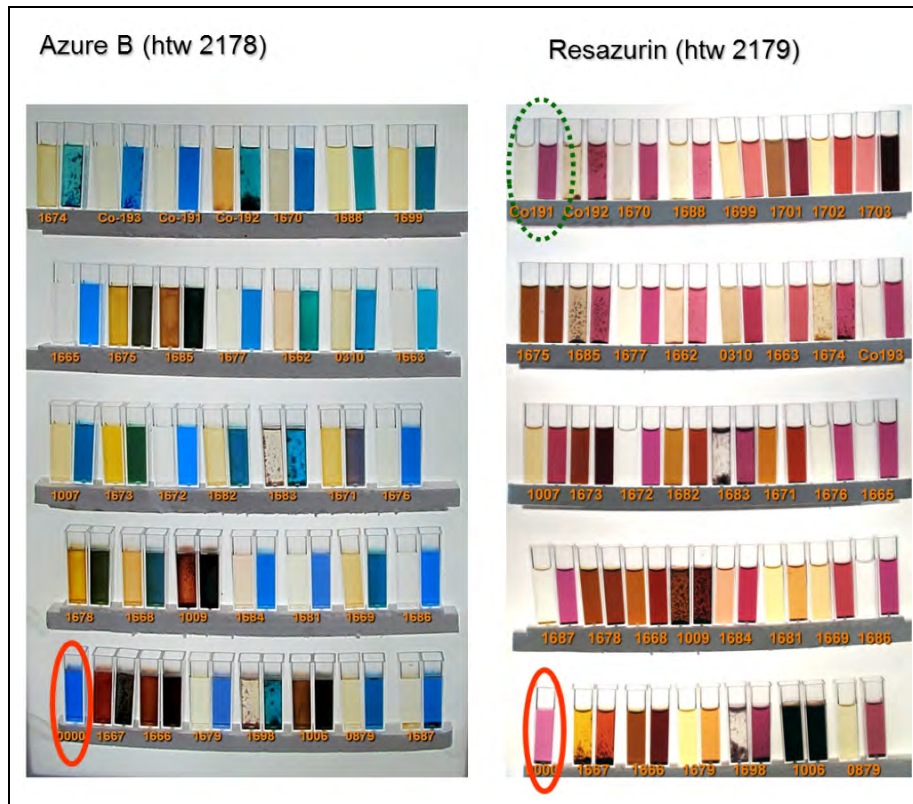 Azure B (htw 2178)
1674 Co-193 Co-191 Co-192 1670 1688 1699
1665 1675 1685 1677 1662 0310 1663
1007 1673 1672 1682 1683 1671 1676
1678 1668 1009 1684 1681 1669 1686
0000 1667 1666 1679 1698 1006 0879 1687
Resazurin (htw 2179)
Co191 Co192 1670 1688 1699 1701 1702 1703
1675 1685 1677 1662 0310 1663 1674 Co193
1007 1673 1672 1682 1683 1671 1676 1665
1687 1678 1668 1009 1684 1681 1669 1686
0000 1667 1666 1679 1698 1006 0879